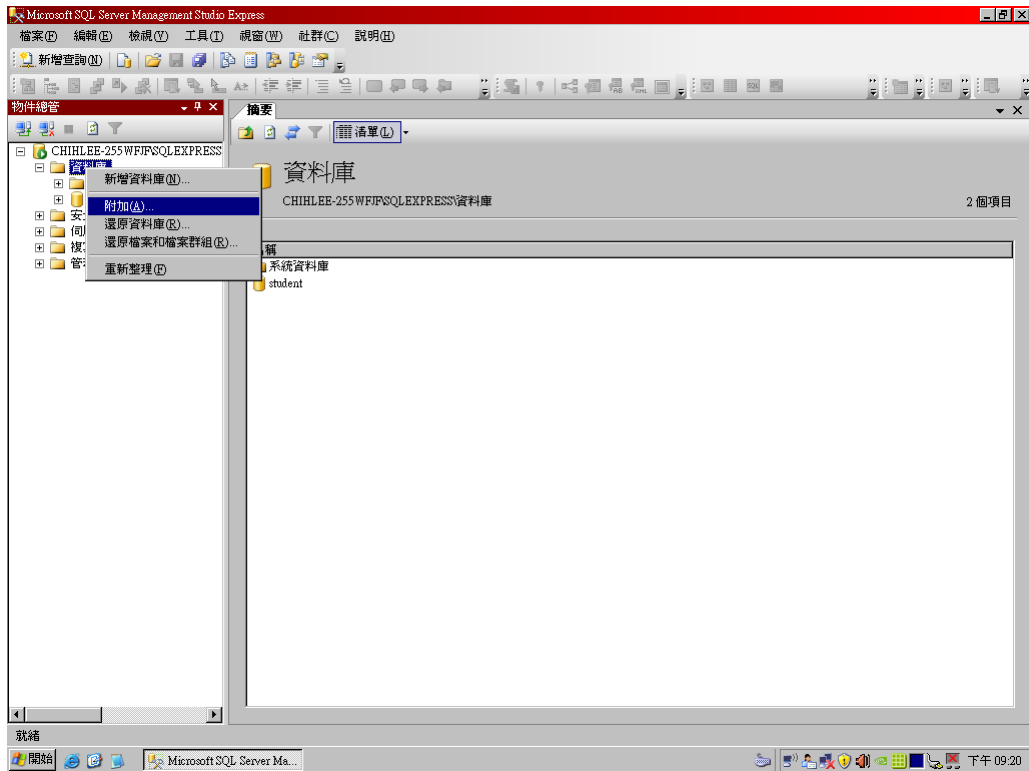 Microsoft SQL Server Management Studio Express
檔案(F) 編輯(E) 檢視(V) 工具(T) 視窗(W) 社群(C) 說明(H)
新增查詢(N)
物件總管
摘要
清單(L)
CHIHLEE-255WFJF\SQLEXPRESS
資料庫
新增資料庫(N)...
附加(A)...
還原資料庫(R)...
還原檔案和檔案群組(R)...
重新整理(F)
資料庫
CHIHLEE-255WFJF\SQLEXPRESS\資料庫
2 個項目
稱
系統資料庫
student
就緒
開始
Microsoft SQL Server Ma...
下午 09:20